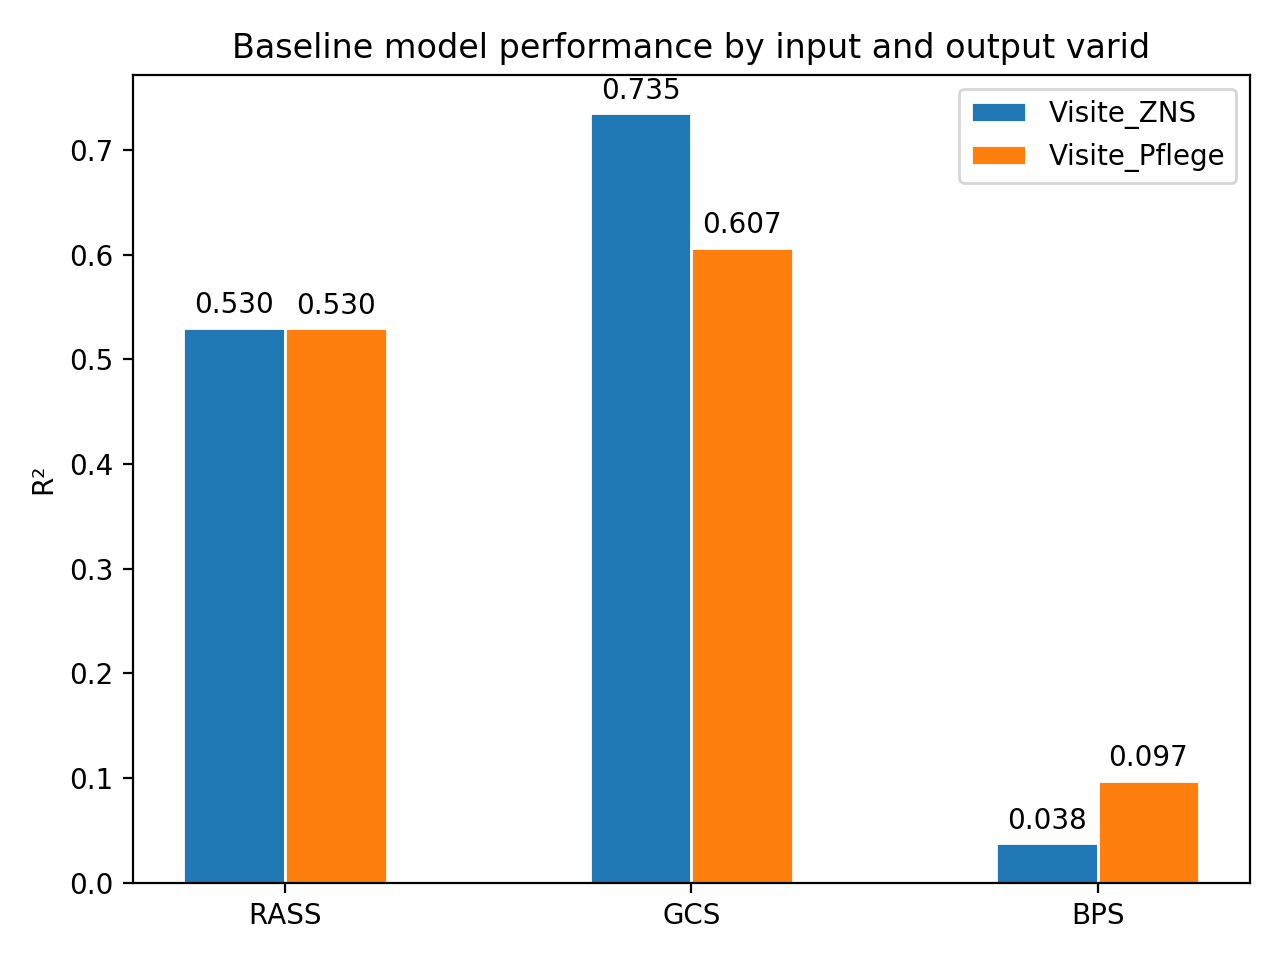 Baseline model performance by input and output varid
Visite_ZNS
Visite_Pflege
R²
0.7
0.6
0.5
0.4
0.3
0.2
0.1
0.0
0.530
0.530
0.735
0.607
0.038
0.097
RASS
GCS
BPS